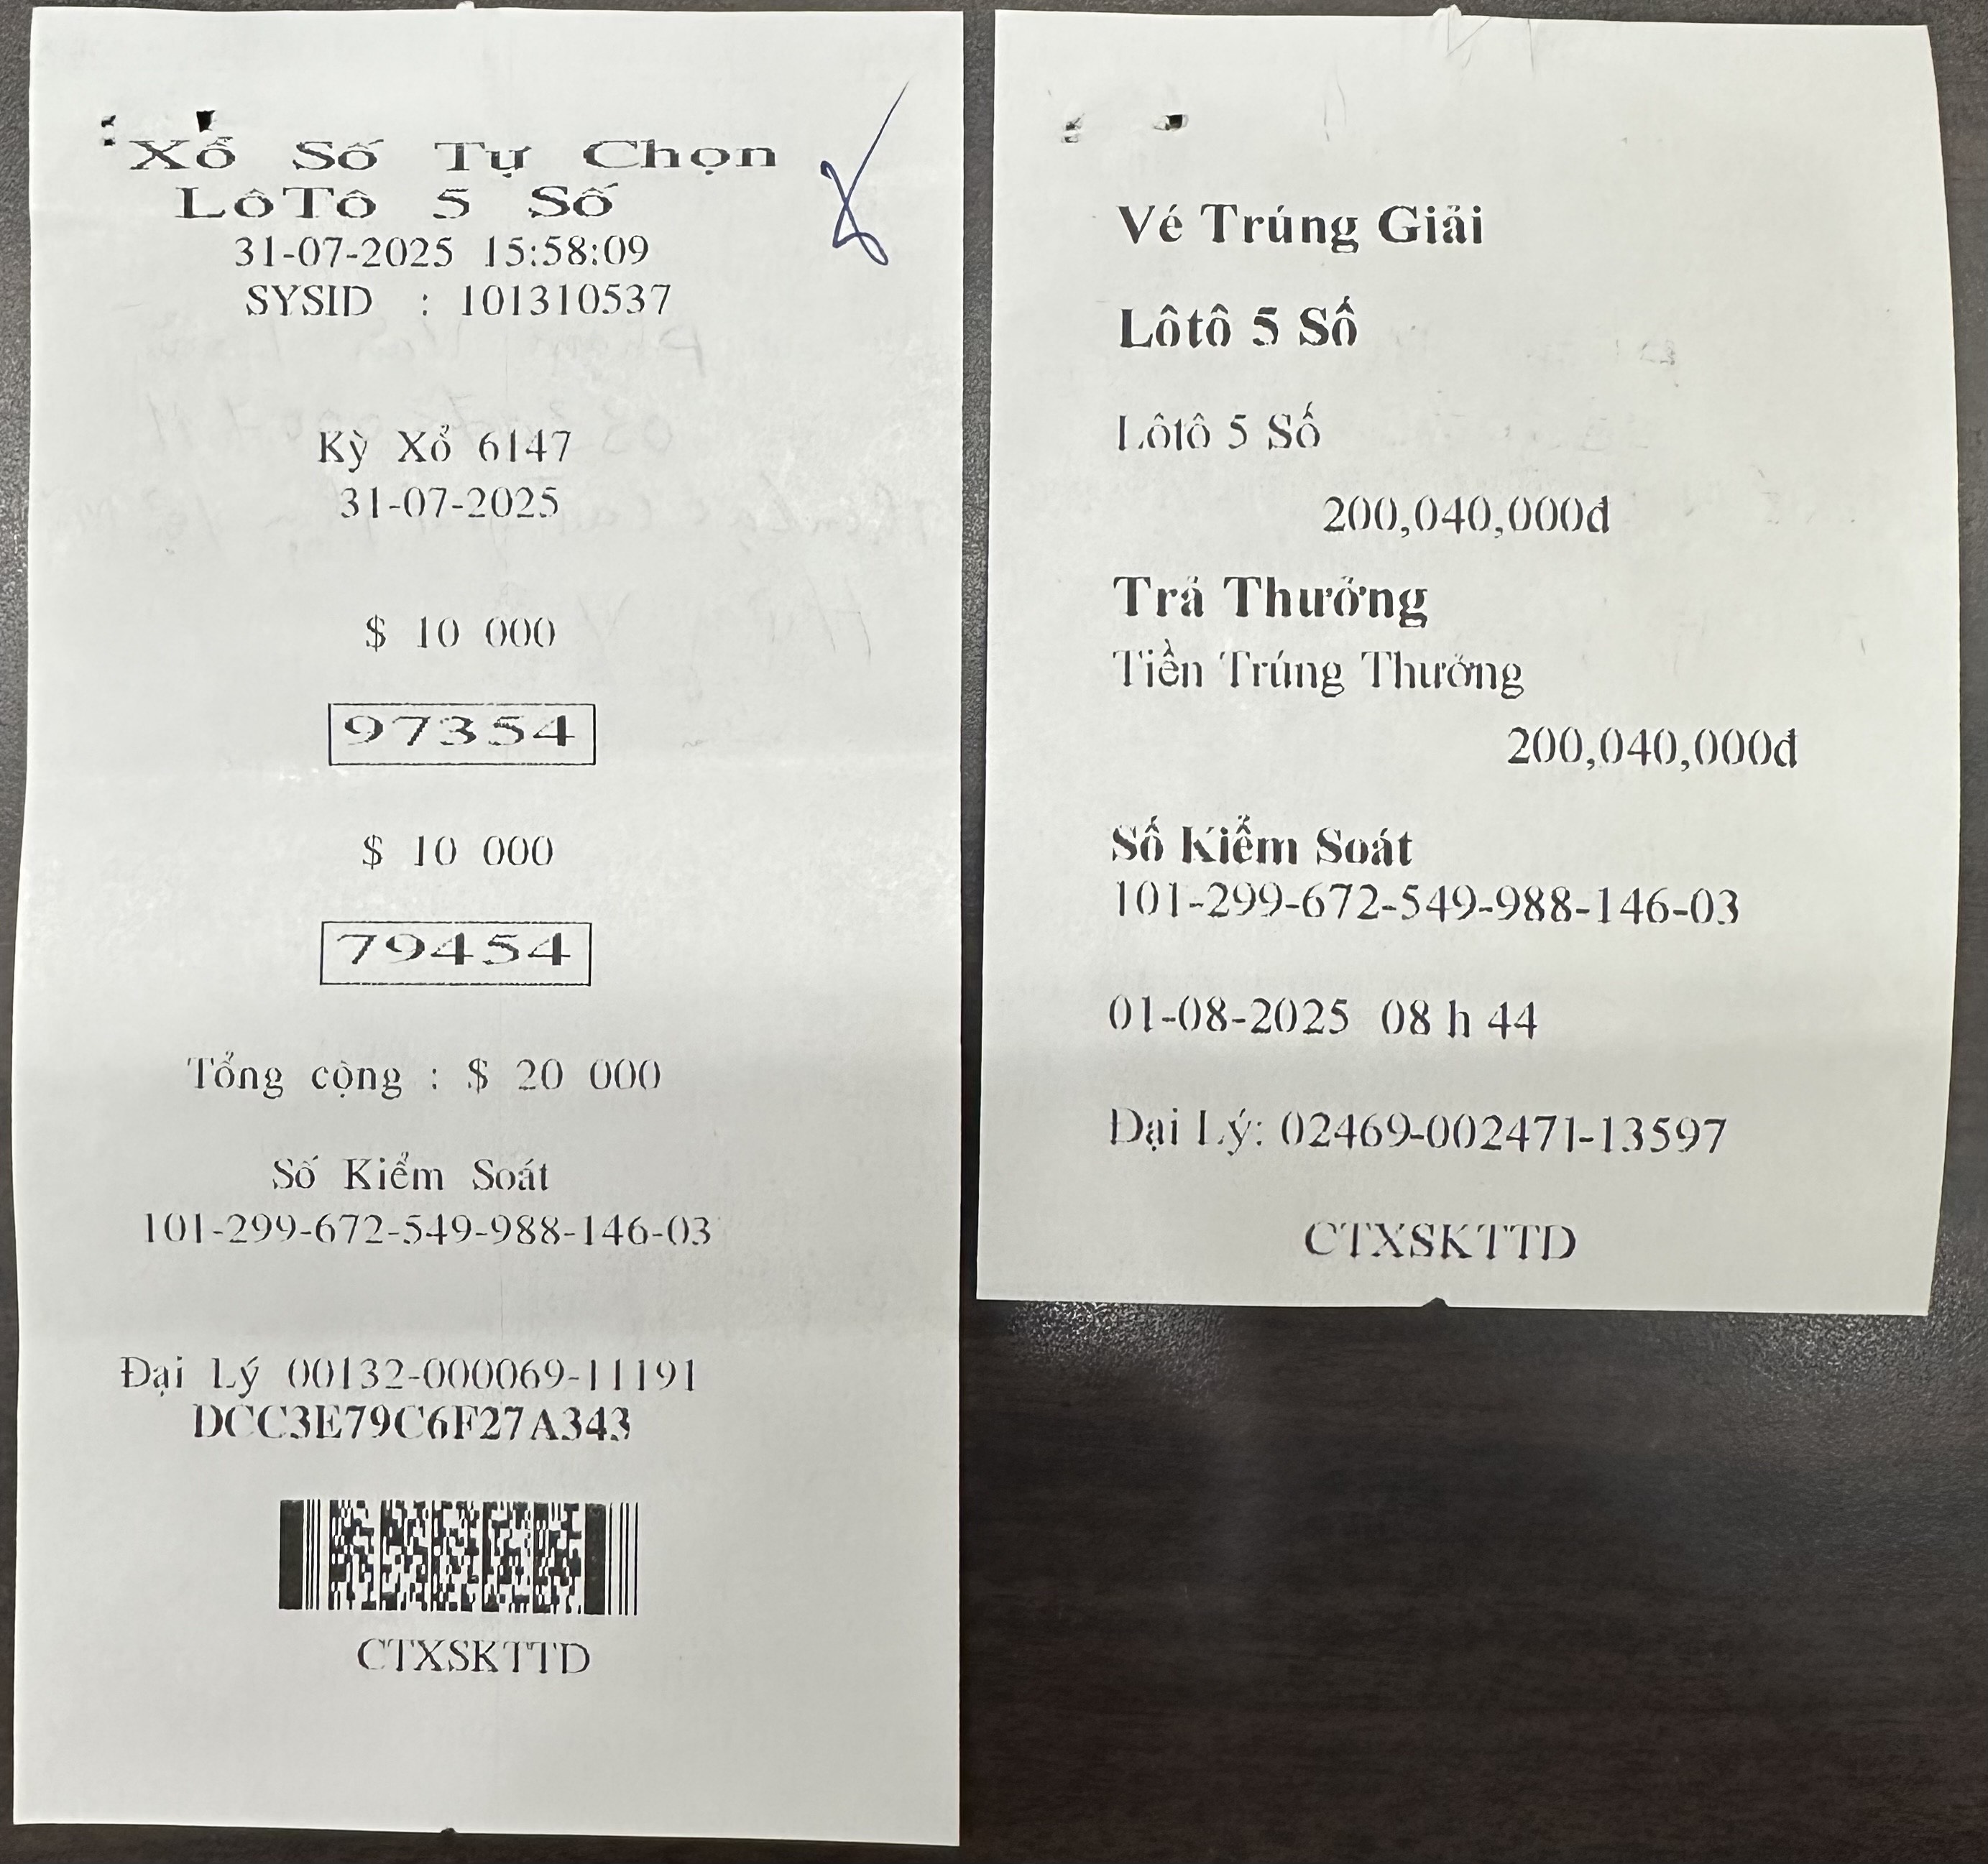 Xổ Số Tự Chọn
LôTô 5 Số
31-07-2025 15:58:09
SYSID : 101310537
Kỳ Xổ 6147
31-07-2025
$ 10 000
97354
$ 10 000
79454
Tổng cộng : $ 20 000
Số Kiểm Soát
101-299-672-549-988-146-03
Đại Lý 00132-000069-11191
DCC3E79C6F27A343
CTXSKTTD
Vé Trúng Giải
Lôtô 5 Số
Lôtô 5 Số
200,040,000đ
Trả Thưởng
Tiền Trúng Thưởng
200,040,000đ
Số Kiểm Soát
101-299-672-549-988-146-03
01-08-2025 08 h 44
Đại Lý: 02469-002471-13597
CTXSKTTD